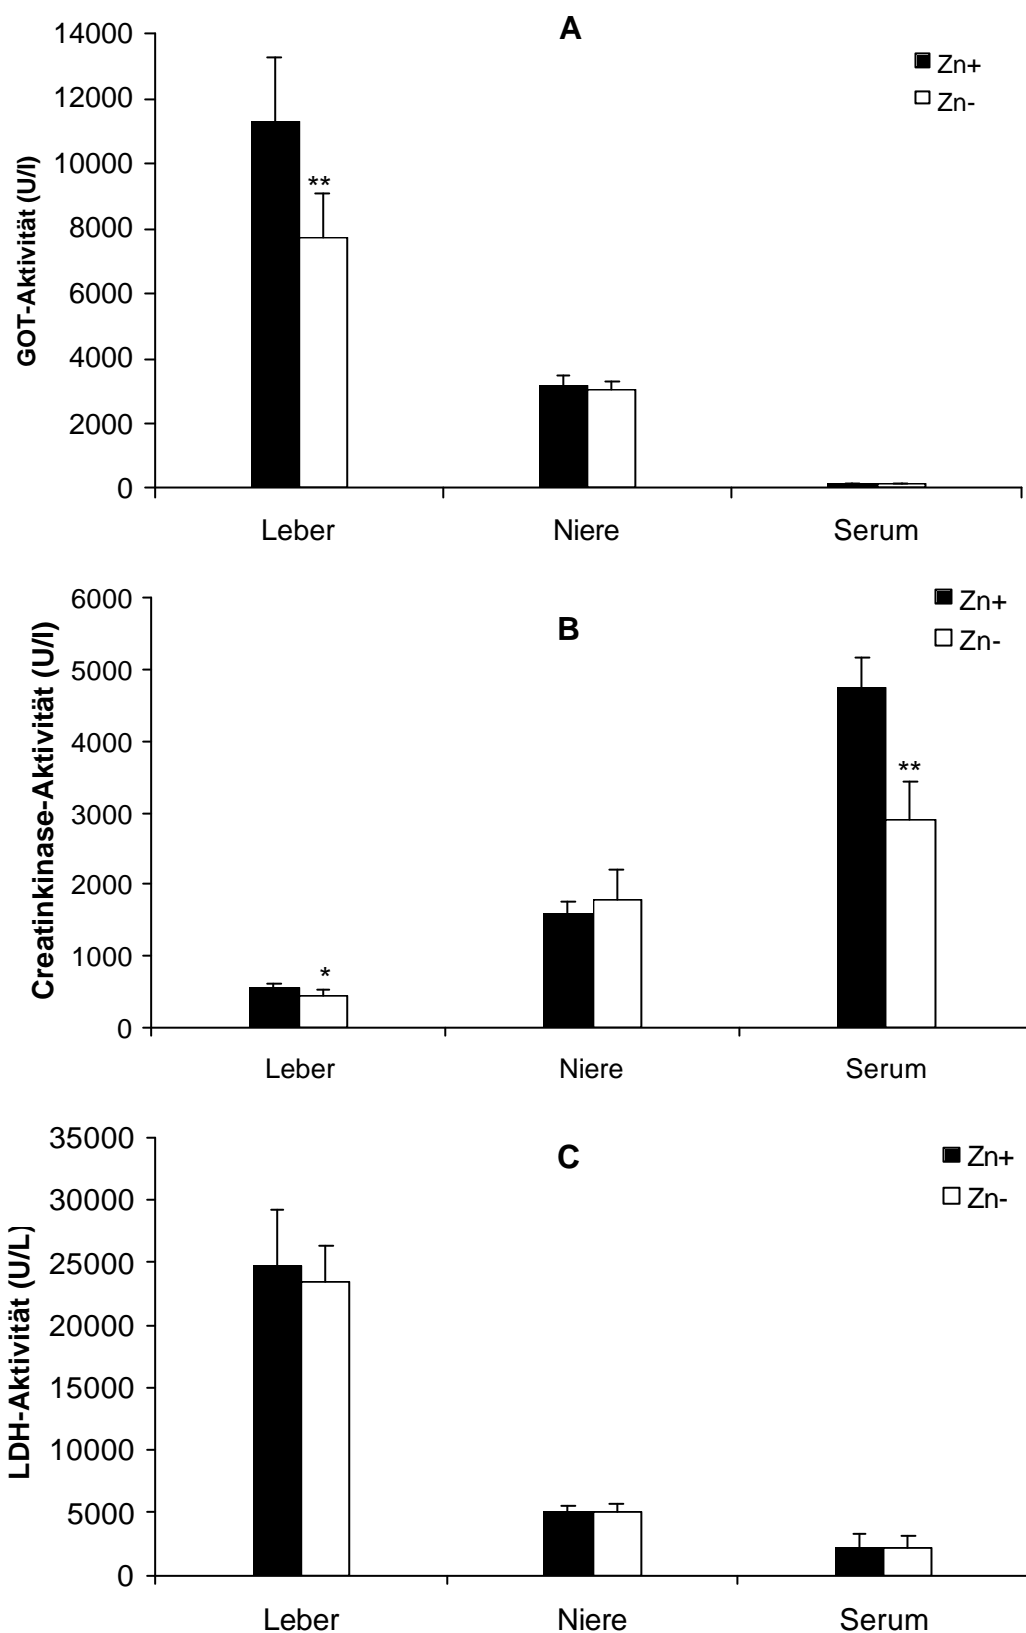 A
Zn+
Zn-
GOT-Aktivität (U/l)
14000
12000
10000
8000
6000
4000
2000
0
**
Leber
Niere
Serum
B
Zn+
Zn-
Creatinkinase-Aktivität (U/l)
6000
5000
4000
3000
2000
1000
0
*
**
Leber
Niere
Serum
C
Zn+
Zn-
LDH-Aktivität (U/L)
35000
30000
25000
20000
15000
10000
5000
0
Leber
Niere
Serum